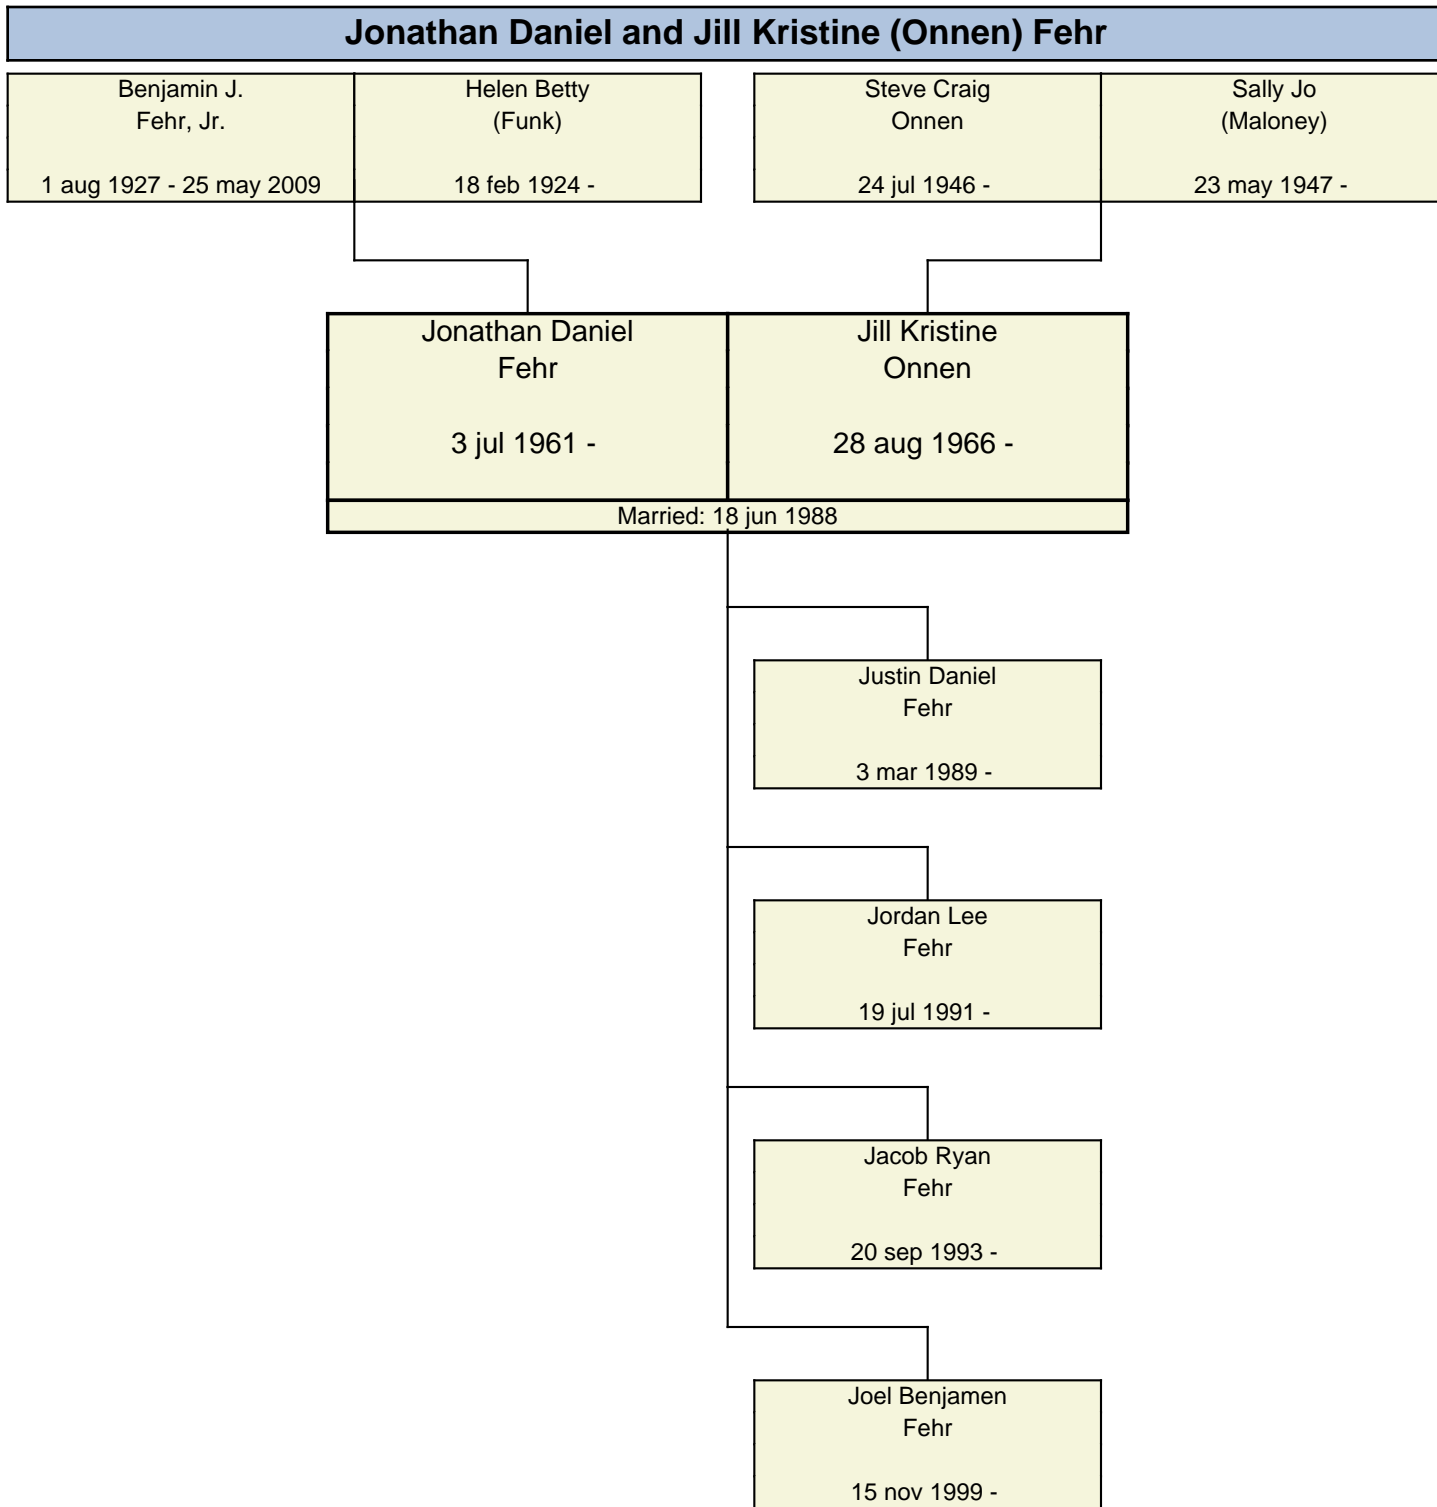 Jonathan Daniel and Jill Kristine (Onnen) Fehr
Benjamin J.
Fehr, Jr.
1 aug 1927 - 25 may 2009
Helen Betty
(Funk)
18 feb 1924 -
Steve Craig
Onnen
24 jul 1946 -
Sally Jo
(Maloney)
23 may 1947 -
Jonathan Daniel
Fehr
3 jul 1961 -
Jill Kristine
Onnen
28 aug 1966 -
Married: 18 jun 1988
Justin Daniel
Fehr
3 mar 1989 -
Jordan Lee
Fehr
19 jul 1991 -
Jacob Ryan
Fehr
20 sep 1993 -
Joel Benjamen
Fehr
15 nov 1999 -